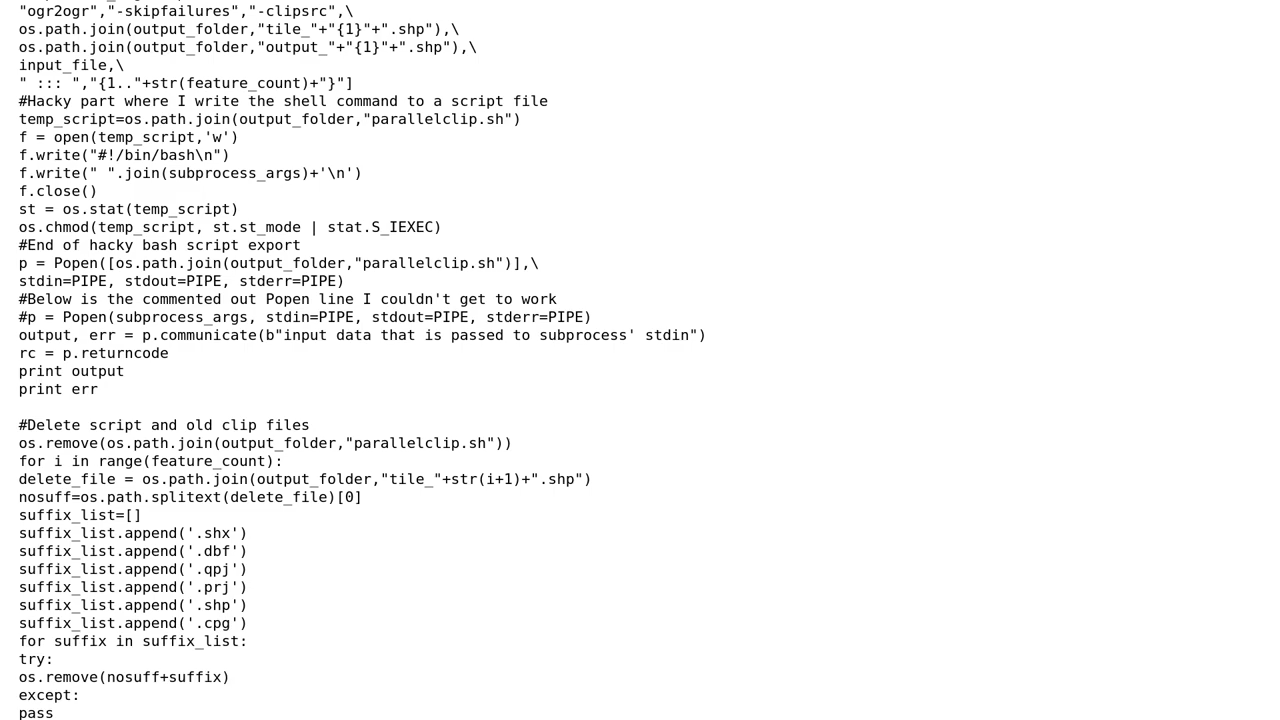 "ogr2ogr","-skipfailures","-clipsrc",\
os.path.join(output_folder,"tile_"+"{1}"+".shp"),\
os.path.join(output_folder,"output_"+"{1}"+".shp"),\
input_file,\
" ::: ","{1.."+str(feature_count)+"}"]
#Hacky part where I write the shell command to a script file
temp_script=os.path.join(output_folder,"parallelclip.sh")
f = open(temp_script,'w')
f.write("#!/bin/bash\n")
f.write(" ".join(subprocess_args)+'\n')
f.close()
st = os.stat(temp_script)
os.chmod(temp_script, st.st_mode | stat.S_IEXEC)
#End of hacky bash script export
p = Popen([os.path.join(output_folder,"parallelclip.sh")],\
stdin=PIPE, stdout=PIPE, stderr=PIPE)
#Below is the commented out Popen line I couldn't get to work
#p = Popen(subprocess_args, stdin=PIPE, stdout=PIPE, stderr=PIPE)
output, err = p.communicate(b"input data that is passed to subprocess' stdin")
rc = p.returncode
print output
print err

#Delete script and old clip files
os.remove(os.path.join(output_folder,"parallelclip.sh"))
for i in range(feature_count):
delete_file = os.path.join(output_folder,"tile_"+str(i+1)+".shp")
nosuff=os.path.splitext(delete_file)[0]
suffix_list=[]
suffix_list.append('.shx')
suffix_list.append('.dbf')
suffix_list.append('.qpj')
suffix_list.append('.prj')
suffix_list.append('.shp')
suffix_list.append('.cpg')
for suffix in suffix_list:
try:
os.remove(nosuff+suffix)
except:
pass